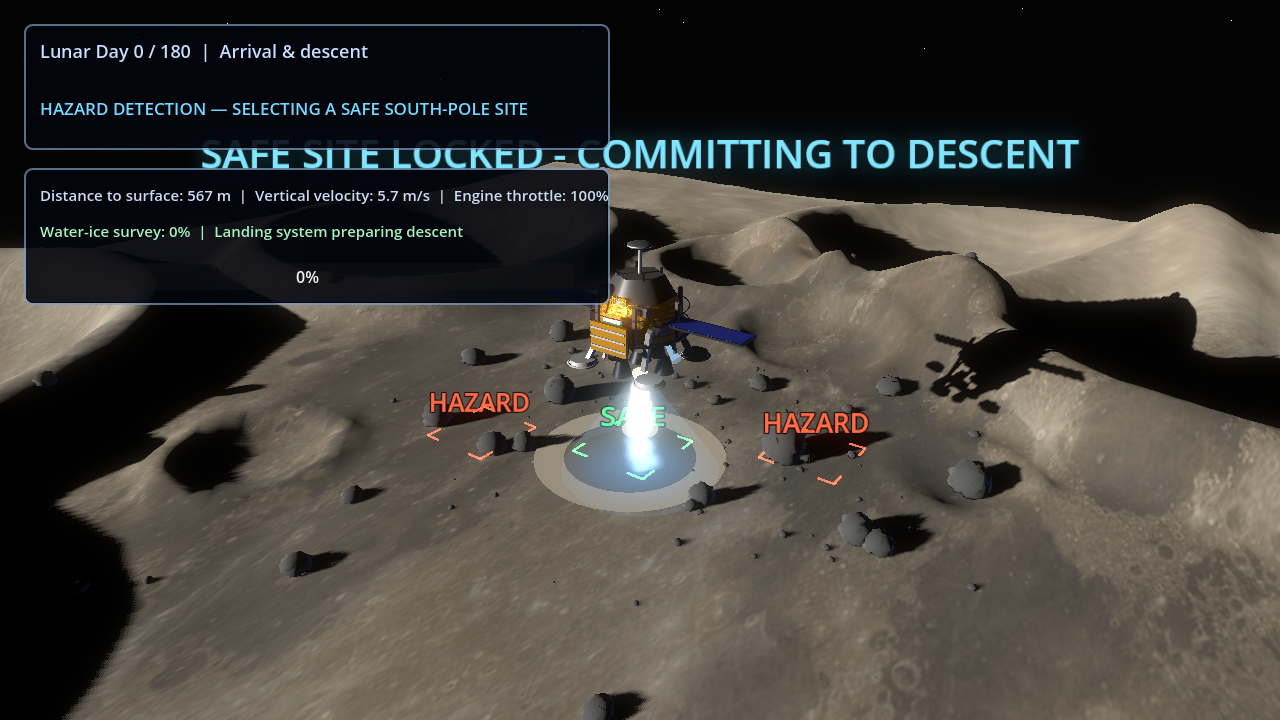 Lunar Day 0 / 180 | Arrival & descent
HAZARD DETECTION — SELECTING A SAFE SOUTH-POLE SITE
SAFE SITE LOCKED - COMMITTING TO DESCENT
Distance to surface: 567 m | Vertical velocity: 5.7 m/s | Engine throttle: 100%
Water-ice survey: 0% | Landing system preparing descent
0%
HAZARD
SAFE
HAZARD